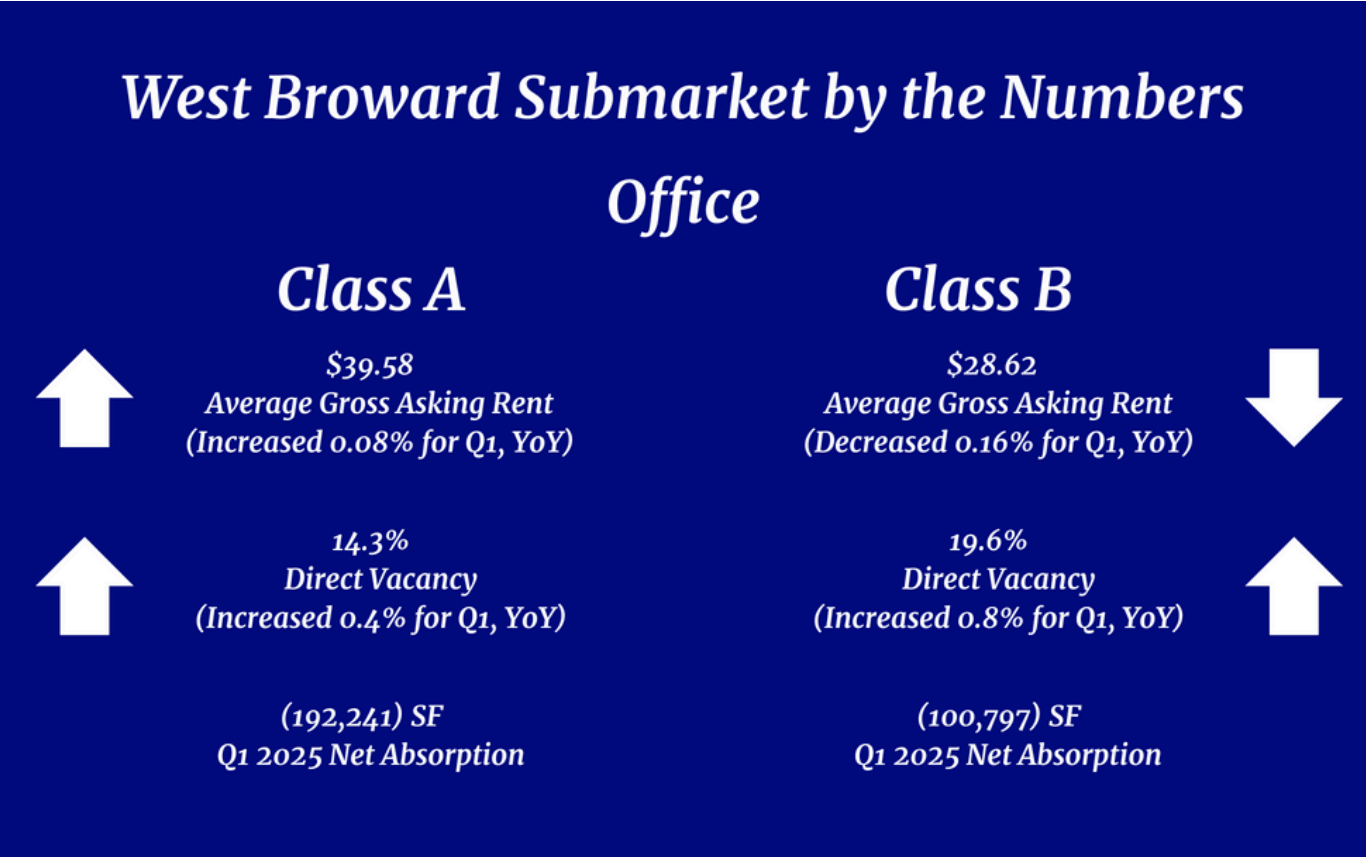 West Broward Submarket by the Numbers
Office
Class A
$39.58
Average Gross Asking Rent
(Increased 0.08% for Q1, YoY)
14.3%
Direct Vacancy
(Increased 0.4% for Q1, YoY)
(192,241) SF
Q1 2025 Net Absorption
Class B
$28.62
Average Gross Asking Rent
(Decreased 0.16% for Q1, YoY)
19.6%
Direct Vacancy
(Increased 0.8% for Q1, YoY)
(100,797) SF
Q1 2025 Net Absorption